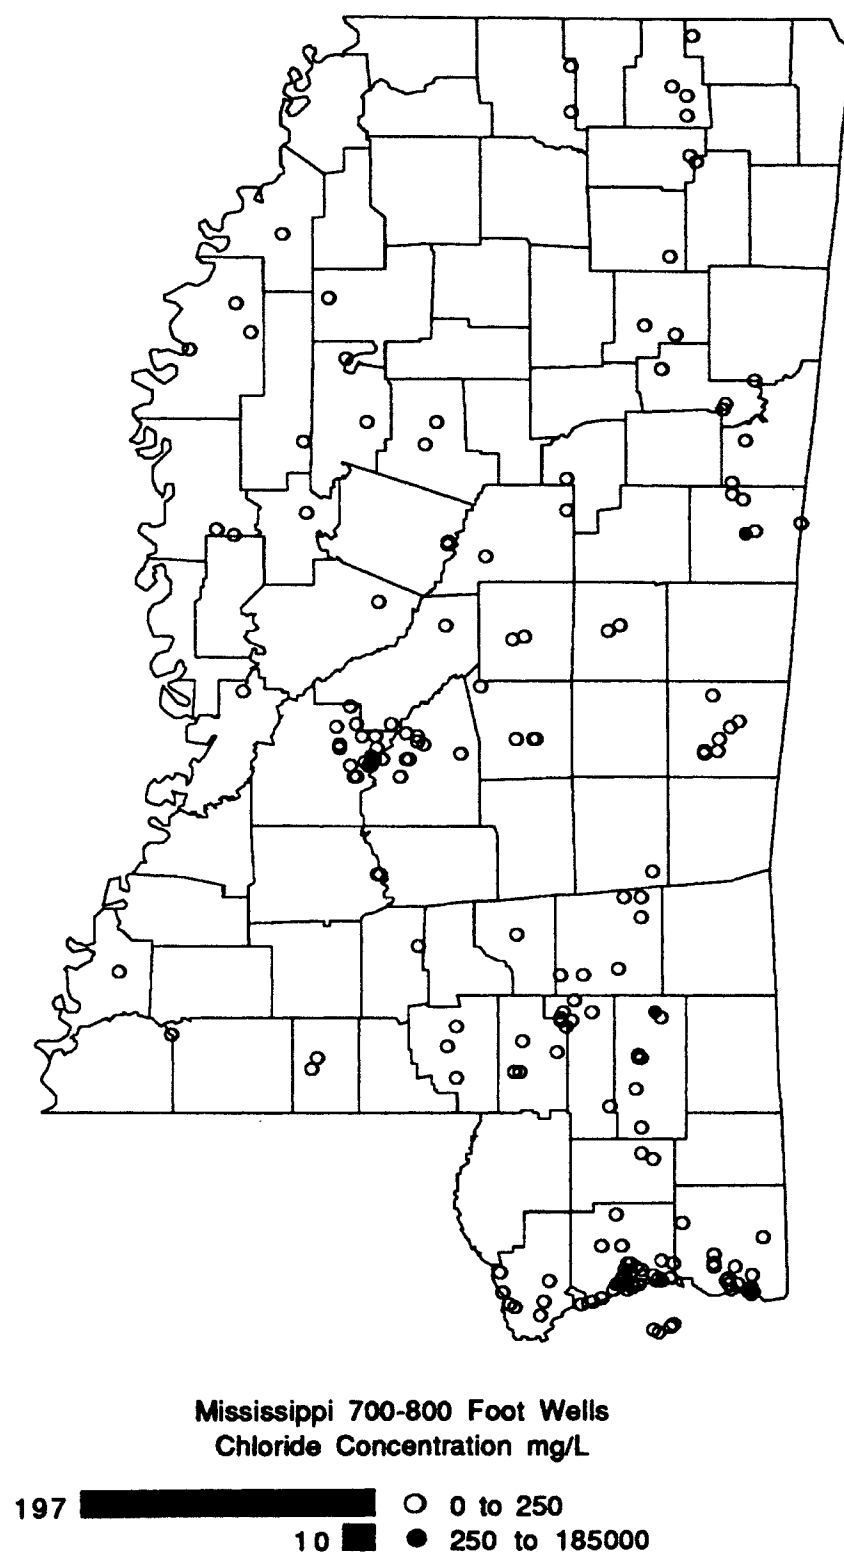 Mississippi 700-800 Foot Wells
Chloride Concentration mg/L
197 0 to 250
10 250 to 185000